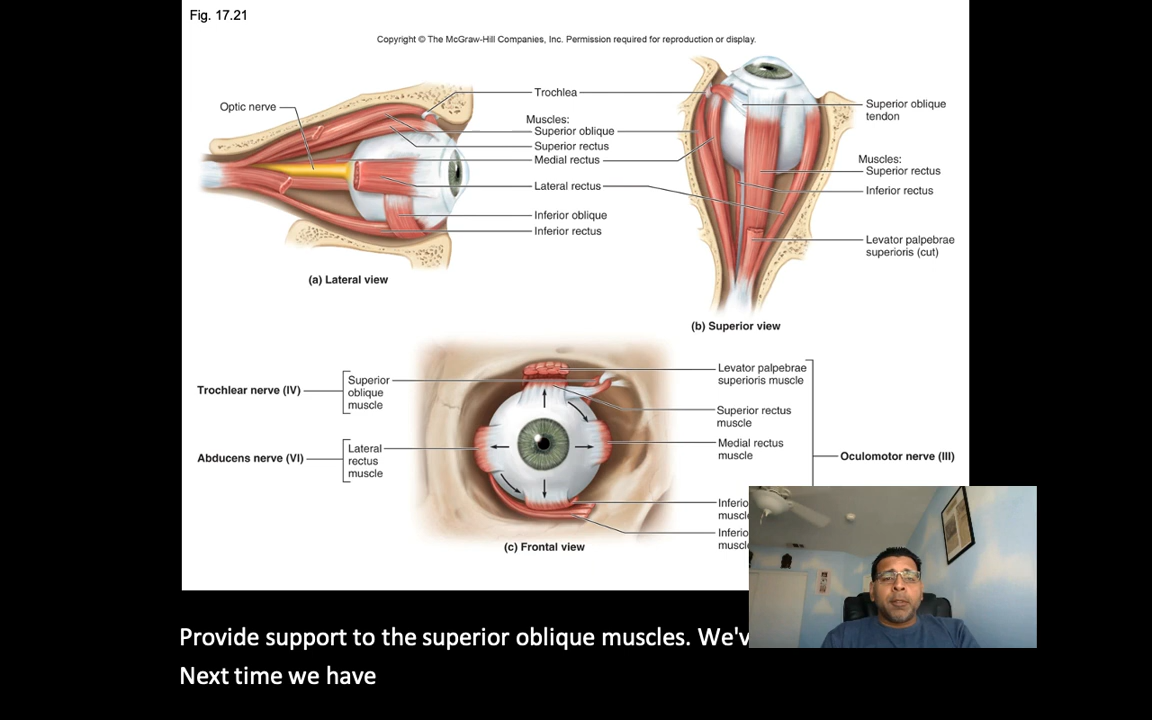 Fig. 17.21
Copyright © The McGraw-Hill Companies, Inc. Permission required for reproduction or display.
Optic nerve
Trochlea
Muscles:
Superior oblique
Superior rectus
Medial rectus
Lateral rectus
Inferior oblique
Inferior rectus
(a) Lateral view
Superior oblique
tendon
Muscles:
Superior rectus
Inferior rectus
Levator palpebrae
superioris (cut)
(b) Superior view
Trochlear nerve (IV)
Superior
oblique
muscle
Abducens nerve (VI)
Lateral
rectus
muscle
Levator palpebrae
superioris muscle
Superior rectus
muscle
Medial rectus
muscle
Oculomotor nerve (III)
(c) Frontal view
Provide support to the superior oblique muscles.
Next time we have